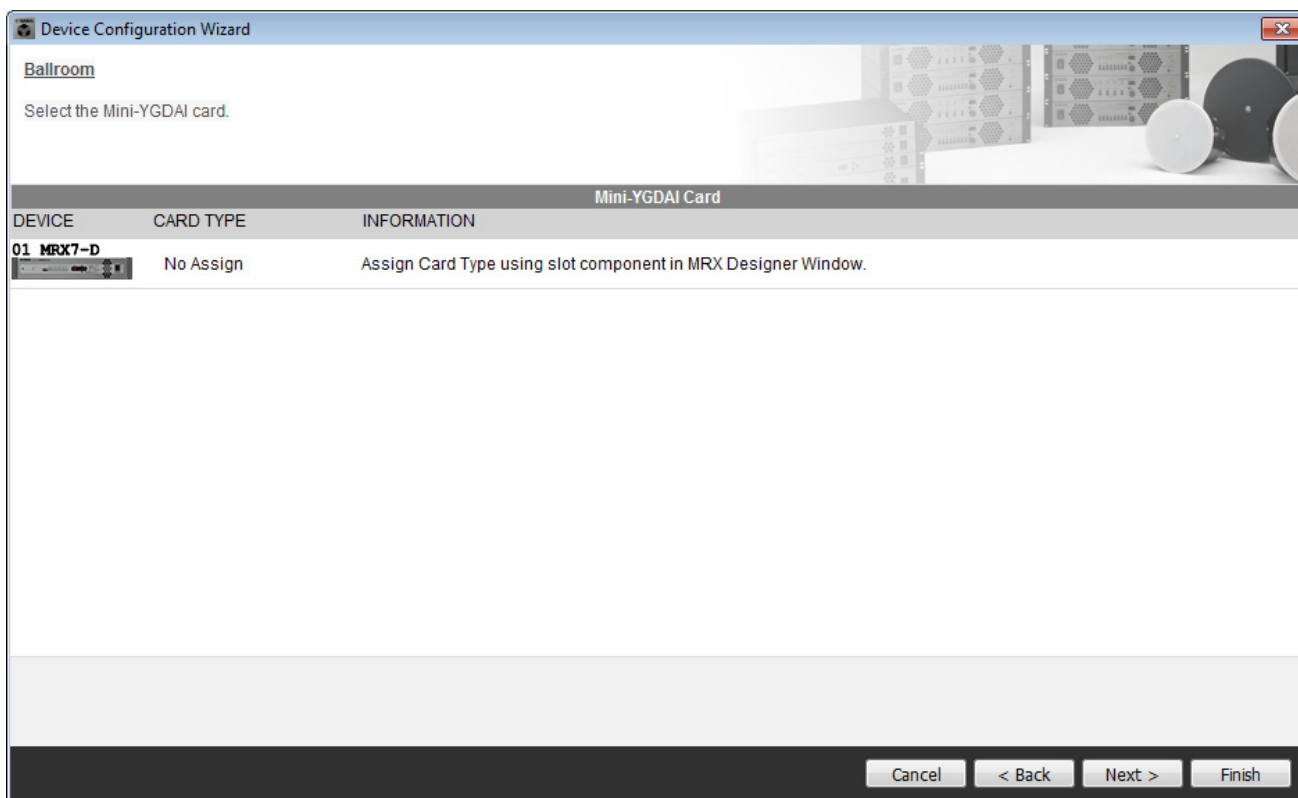 Device Configuration Wizard
Ballroom
Select the Mini-YGDAI card.
Mini-YGDAI Card
DEVICE CARD TYPE INFORMATION
01 MRX7-D
No Assign Assign Card Type using slot component in MRX Designer Window.
Cancel < Back Next > Finish